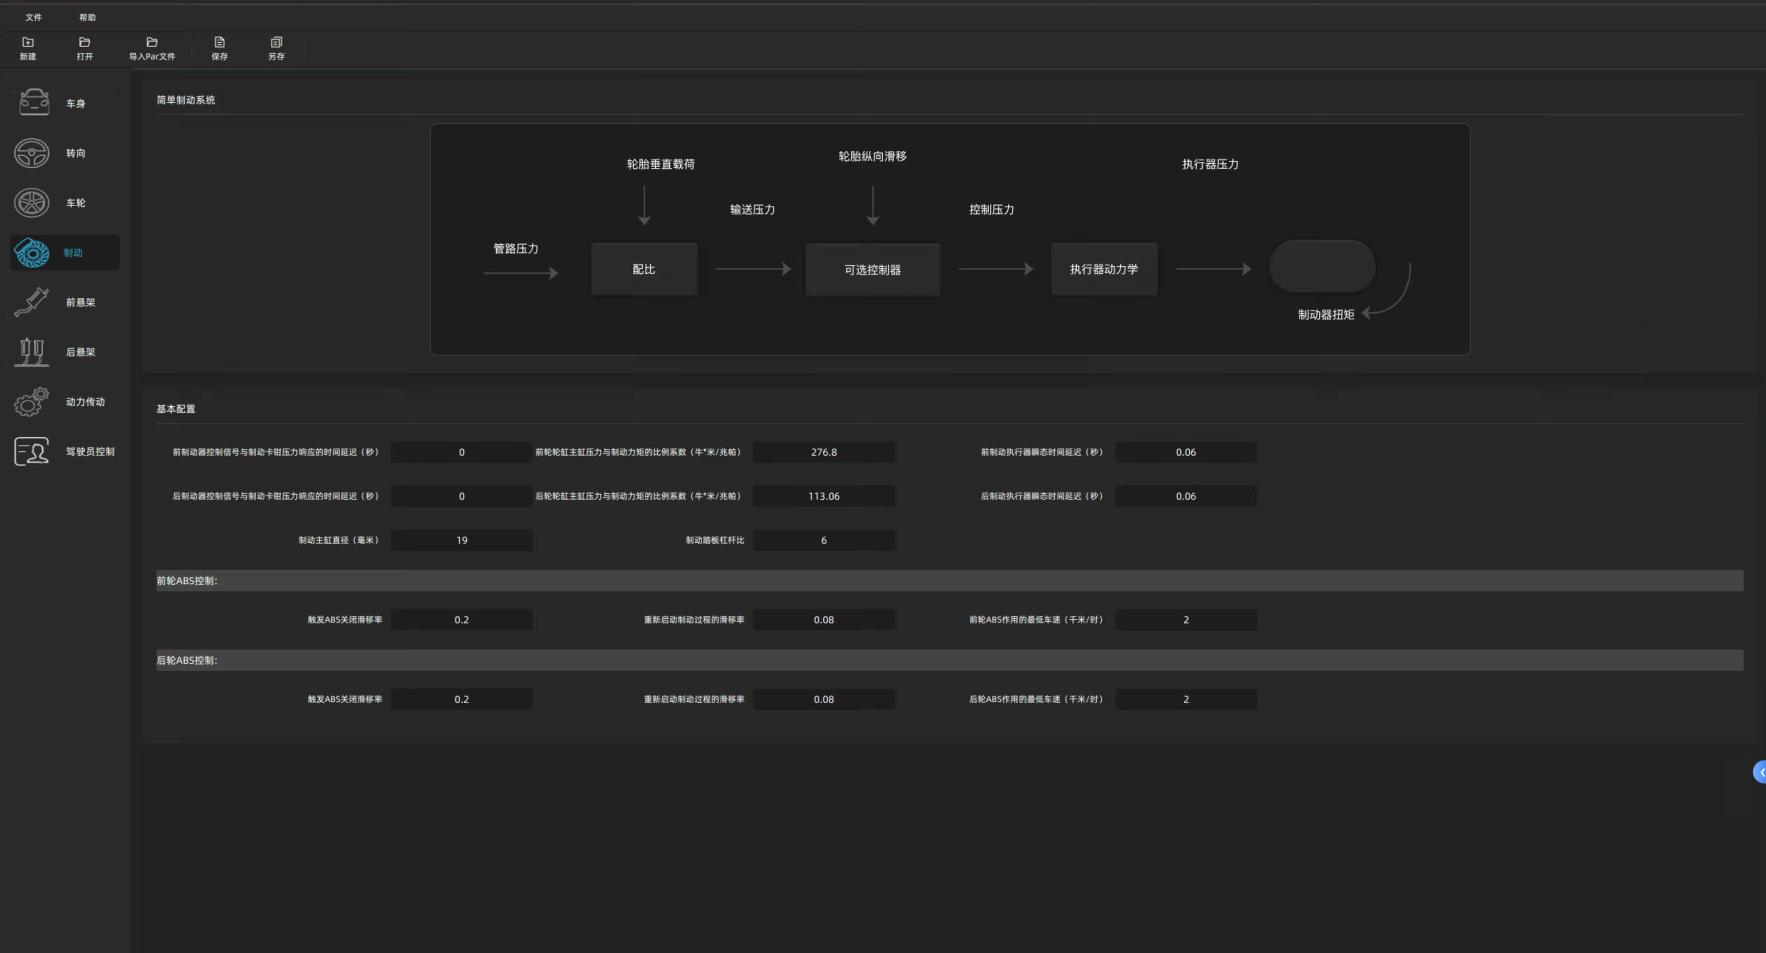 文件 帮助
新建 打开 导入Par文件 保存 另存
车身
转向
车轮
制动
前悬架
后悬架
动力传动
驾驶员控制
简单制动系统
轮胎垂直载荷 轮胎纵向滑移 执行器压力
输送压力 控制压力
管路压力
配比 可选控制器 执行器动力学
制动器扭矩
基本配置
前制动器控制信号与制动卡钳压力响应的时间延迟（秒） 0 前轮轮缸主缸压力与制动力矩的比例系数（牛*米/兆帕） 276.8 前制动执行器瞬态时间延迟（秒） 0.06
后制动器控制信号与制动卡钳压力响应的时间延迟（秒） 0 后轮轮缸主缸压力与制动力矩的比例系数（牛*米/兆帕） 113.06 后制动执行器瞬态时间延迟（秒） 0.06
制动主缸直径（毫米） 19 制动踏板杠杆比 6
前轮ABS控制:
触发ABS关闭滑移率 0.2 重新启动制动过程的滑移率 0.08 前轮ABS作用的最低车速（千米/时） 2
后轮ABS控制:
触发ABS关闭滑移率 0.2 重新启动制动过程的滑移率 0.08 后轮ABS作用的最低车速（千米/时） 2